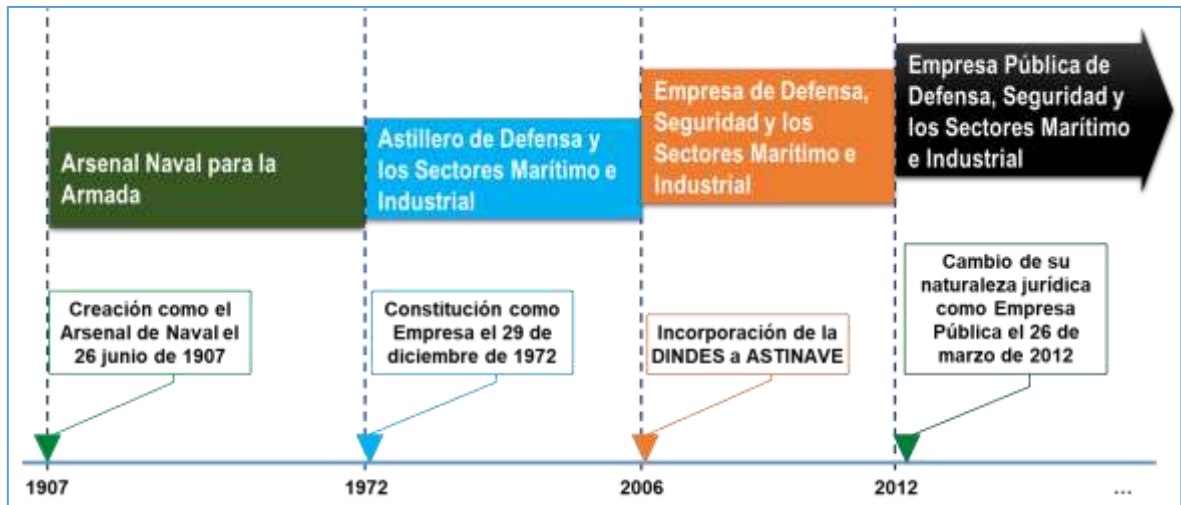 Arsenal Naval para la
Armada
Astillero de Defensa y
los Sectores Marítimo e
Industrial
Empresa de Defensa,
Seguridad y los
Sectores Marítimo e
Industrial
Empresa Pública de
Defensa, Seguridad y
los Sectores Marítimo
e Industrial
Creación como el
Arsenal de Naval el
26 junio de 1907
Constitución como
Empresa el 29 de
diciembre de 1972
Incorporación de la
DINDES a ASTINAVE
Cambio de su
naturaleza jurídica
como Empresa
Pública el 26 de
marzo de 2012
1907
1972
2006
2012
...